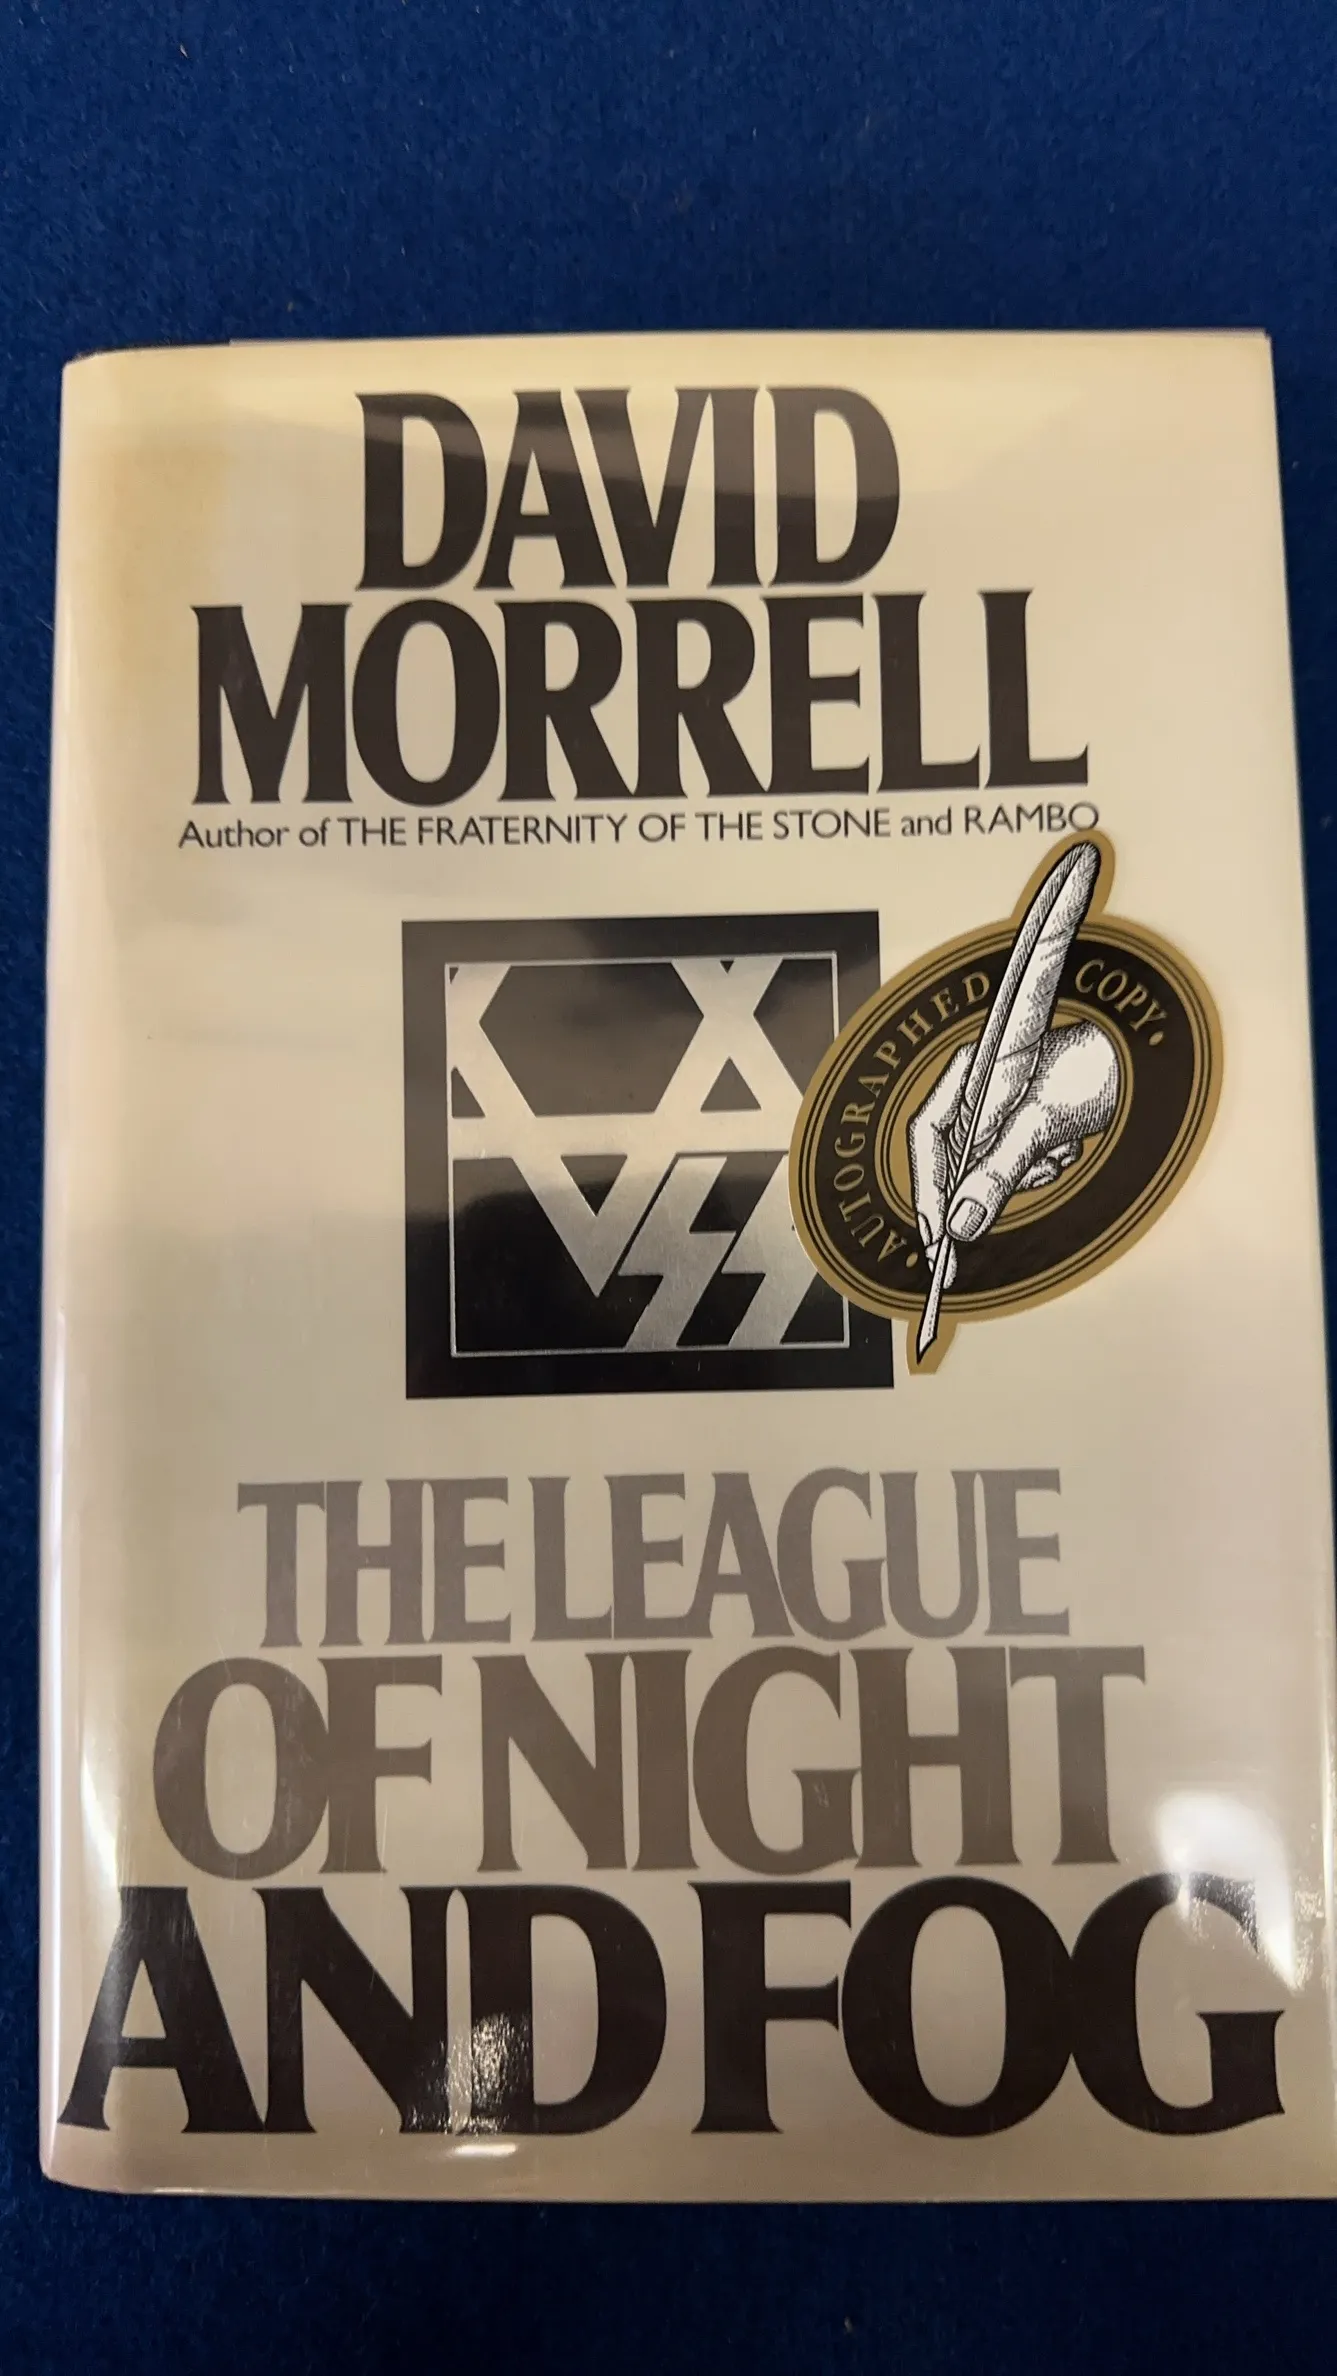 DAVID
MORRELL
Author of THE FRATERNITY OF THE STONE and RAMBO
• AUTOGRAPHED COPY •
THE LEAGUE
OF NIGHT
AND FOG